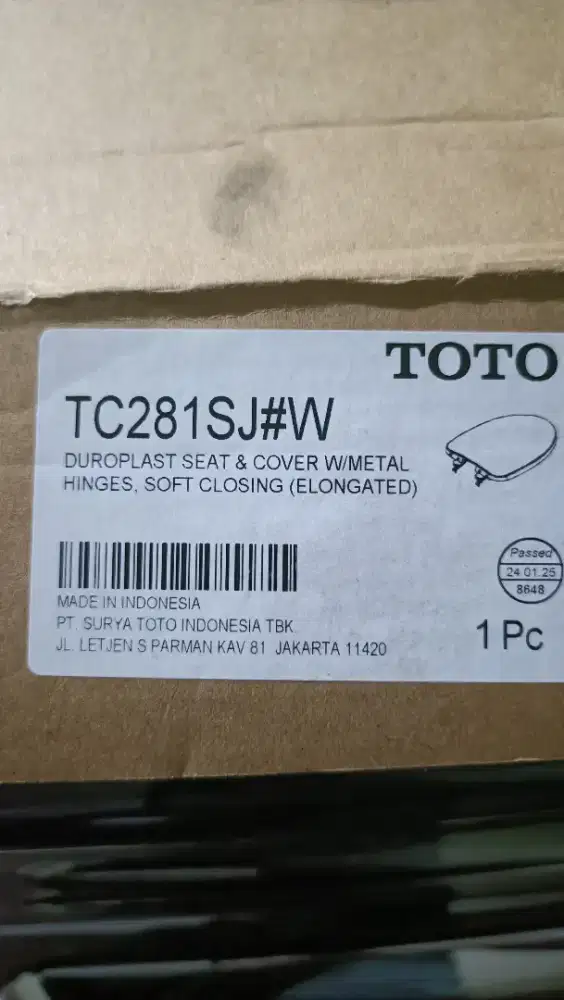 TOTO
TC281SJ#W
DUROPLAST SEAT & COVER W/METAL
HINGES, SOFT CLOSING (ELONGATED)
Passed
24 01 25
8648
MADE IN INDONESIA
PT. SURYA TOTO INDONESIA TBK.
JL. LETJEN S PARMAN KAV 81 JAKARTA 11420
1 Pc